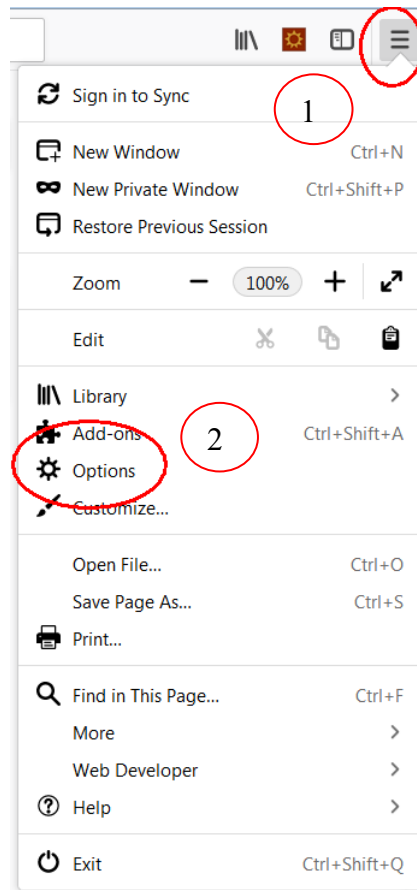 Sign in to Sync
1
New Window Ctrl+N
New Private Window Ctrl+Shift+P
Restore Previous Session
Zoom 100%
Edit
Library
Add-ons Ctrl+Shift+A
2
Options
Customize...
Open File... Ctrl+O
Save Page As... Ctrl+S
Print...
Find in This Page... Ctrl+F
More
Web Developer
Help
Exit Ctrl+Shift+Q